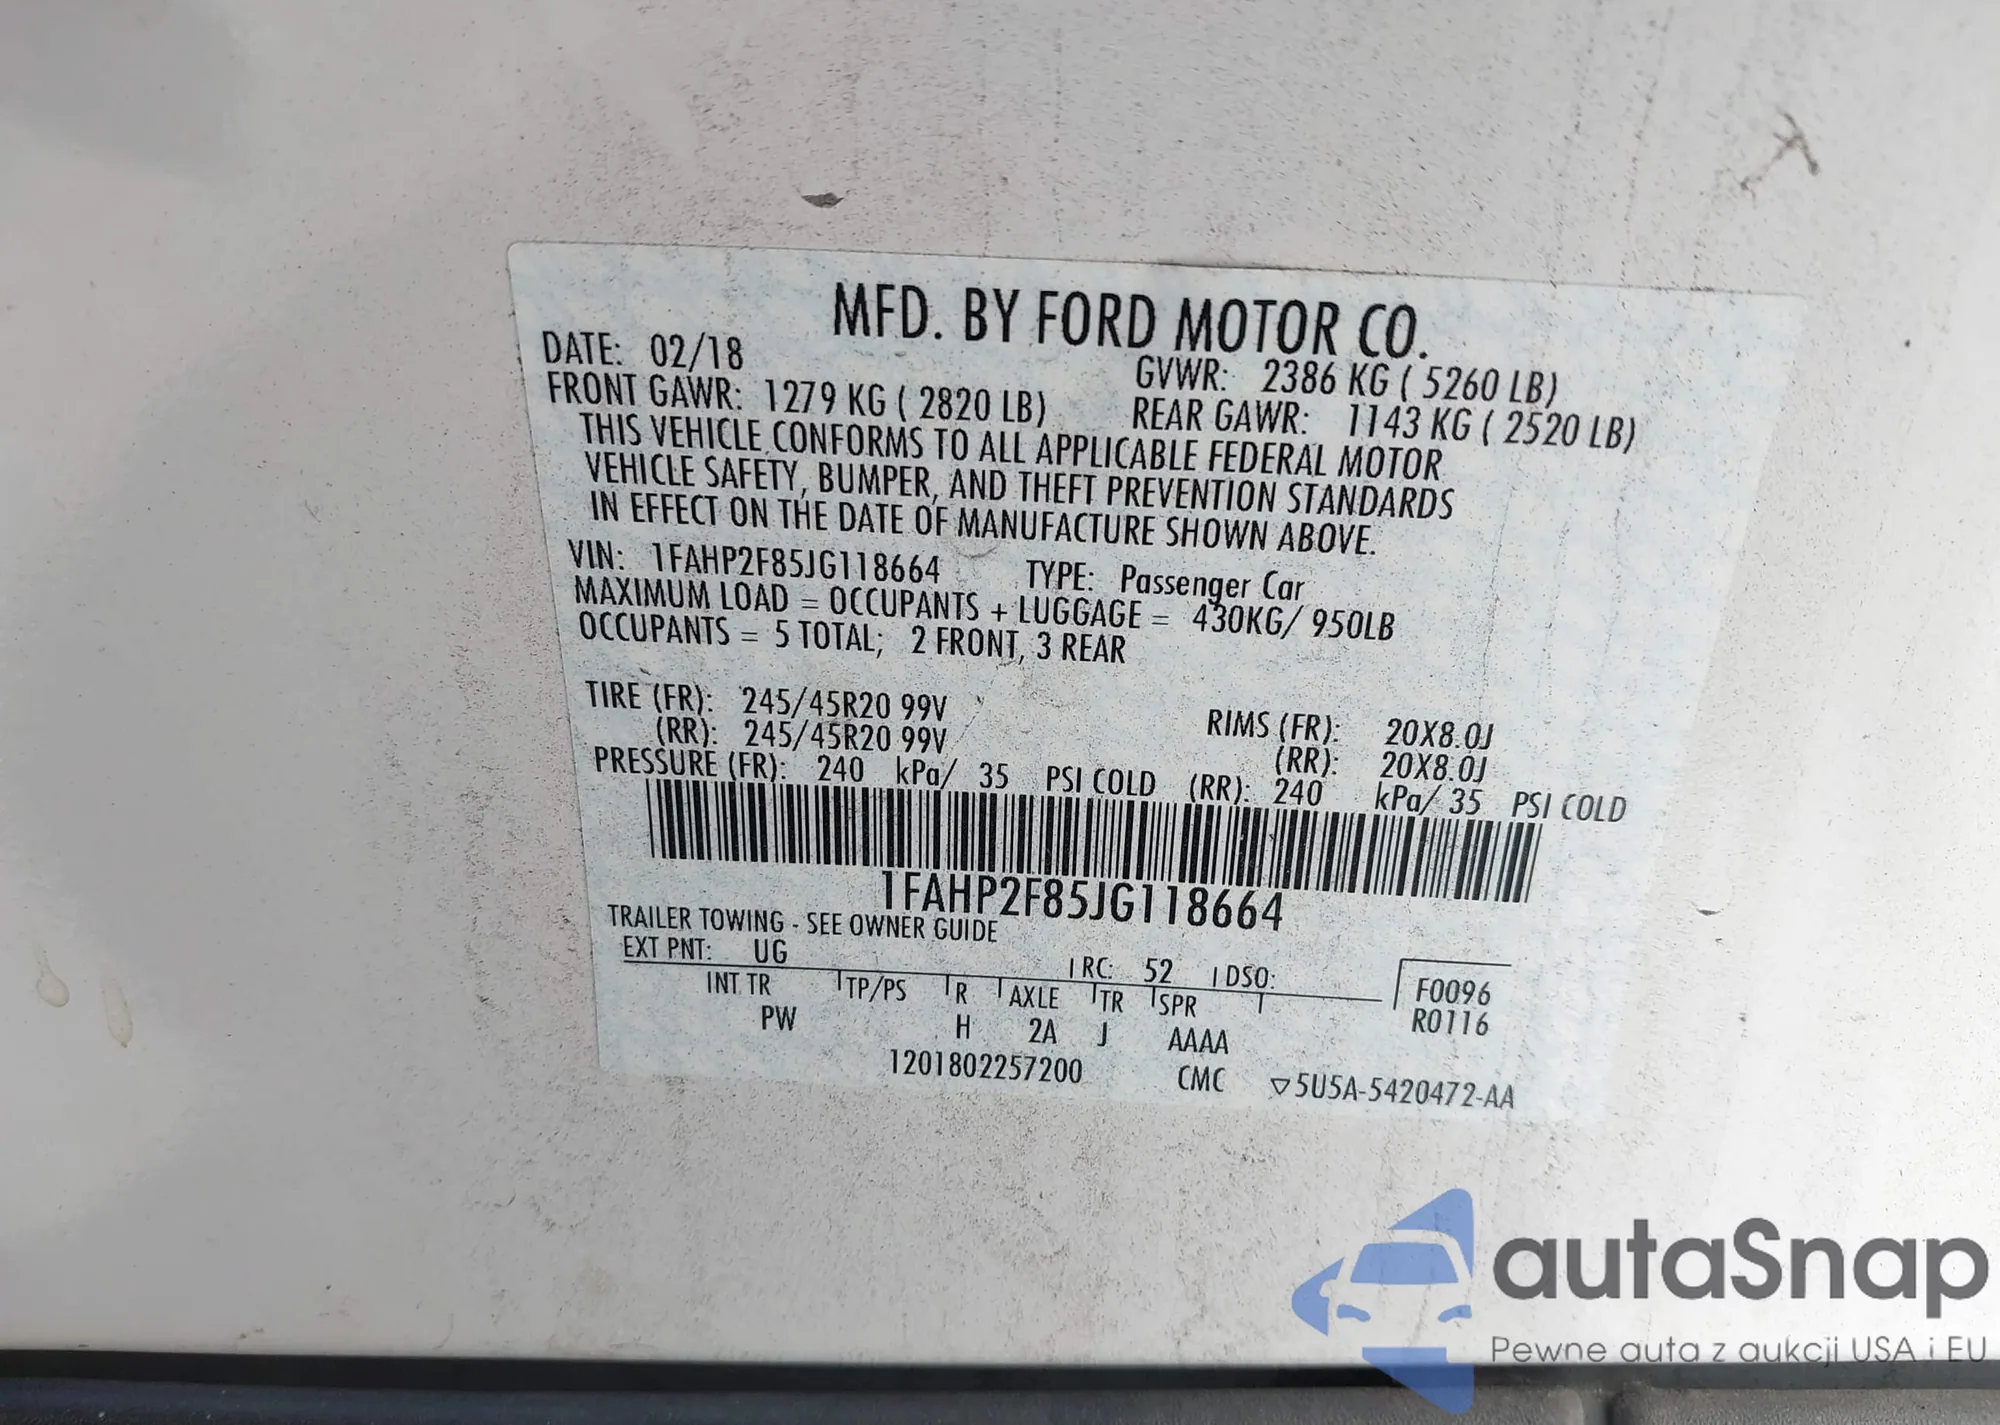 MFD. BY FORD MOTOR CO.
DATE: 02/18 GVWR: 2386 KG ( 5260 LB)
FRONT GAWR: 1279 KG ( 2820 LB) REAR GAWR: 1143 KG ( 2520 LB)
THIS VEHICLE CONFORMS TO ALL APPLICABLE FEDERAL MOTOR
VEHICLE SAFETY, BUMPER, AND THEFT PREVENTION STANDARDS
IN EFFECT ON THE DATE OF MANUFACTURE SHOWN ABOVE.
VIN: 1FAHP2F85JG118664 TYPE: Passenger Car
MAXIMUM LOAD = OCCUPANTS + LUGGAGE = 430KG/ 950LB
OCCUPANTS = 5 TOTAL; 2 FRONT, 3 REAR
TIRE (FR): 245/45R20 99V RIMS (FR): 20X8.0J
(RR): 245/45R20 99V (RR): 20X8.0J
PRESSURE (FR): 240 kPa/ 35 PSI COLD (RR): 240 kPa/ 35 PSI COLD
1FAHP2F85JG118664
TRAILER TOWING - SEE OWNER GUIDE
EXT PNT: UG RC: 52 DSO:
INT TR TP/PS R AXLE TR SPR F0096
PW H 2A J AAAA R0116
1201802257200 CMC ▽5U5A-5420472-AA
autaSnap
Pewne auta z aukcji USA i EU